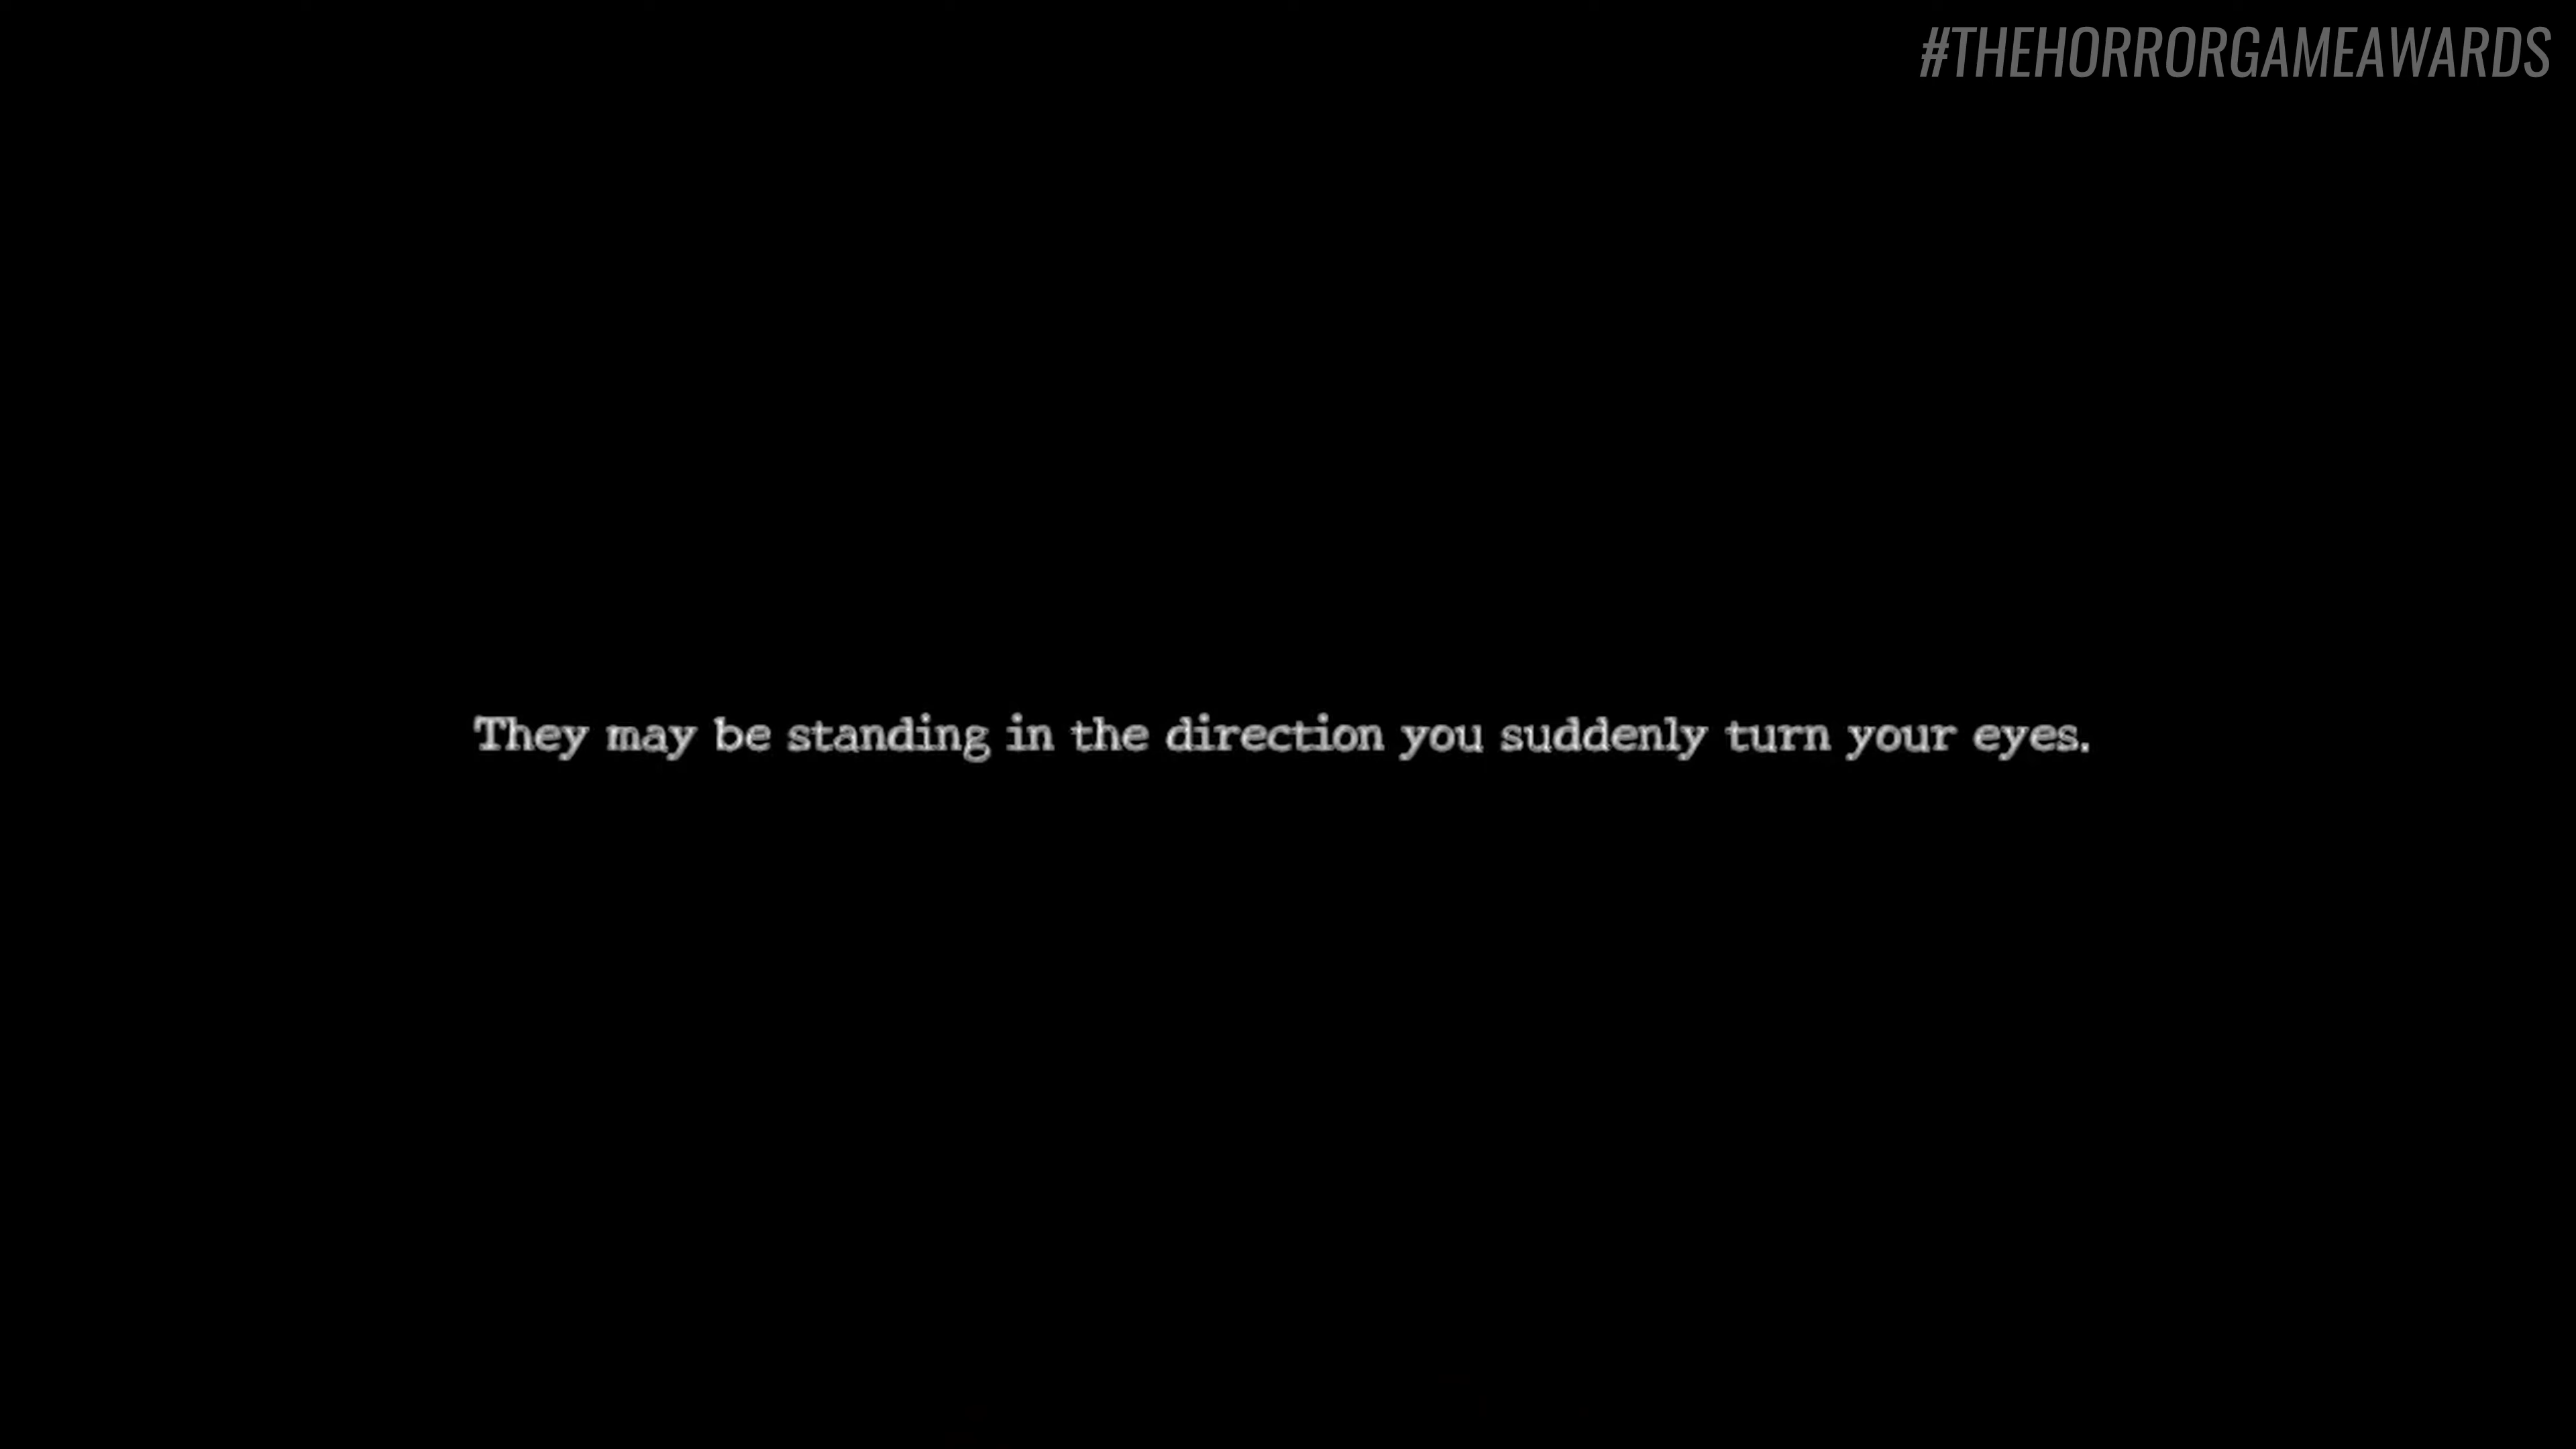 #THEHORRORGAMEAWARDS
They may be standing in the direction you suddenly turn your eyes.